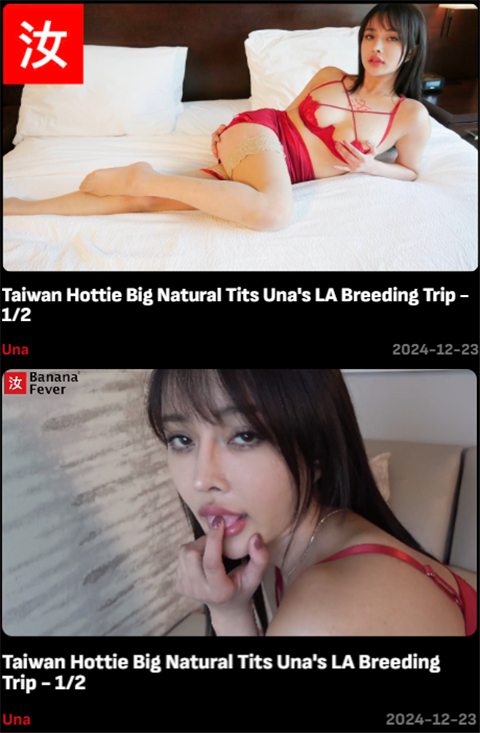 汝
Taiwan Hottie Big Natural Tits Una's LA Breeding Trip -
1/2
Una
2024-12-23
汝 Banana
Fever
Taiwan Hottie Big Natural Tits Una's LA Breeding
Trip - 1/2
Una
2024-12-23